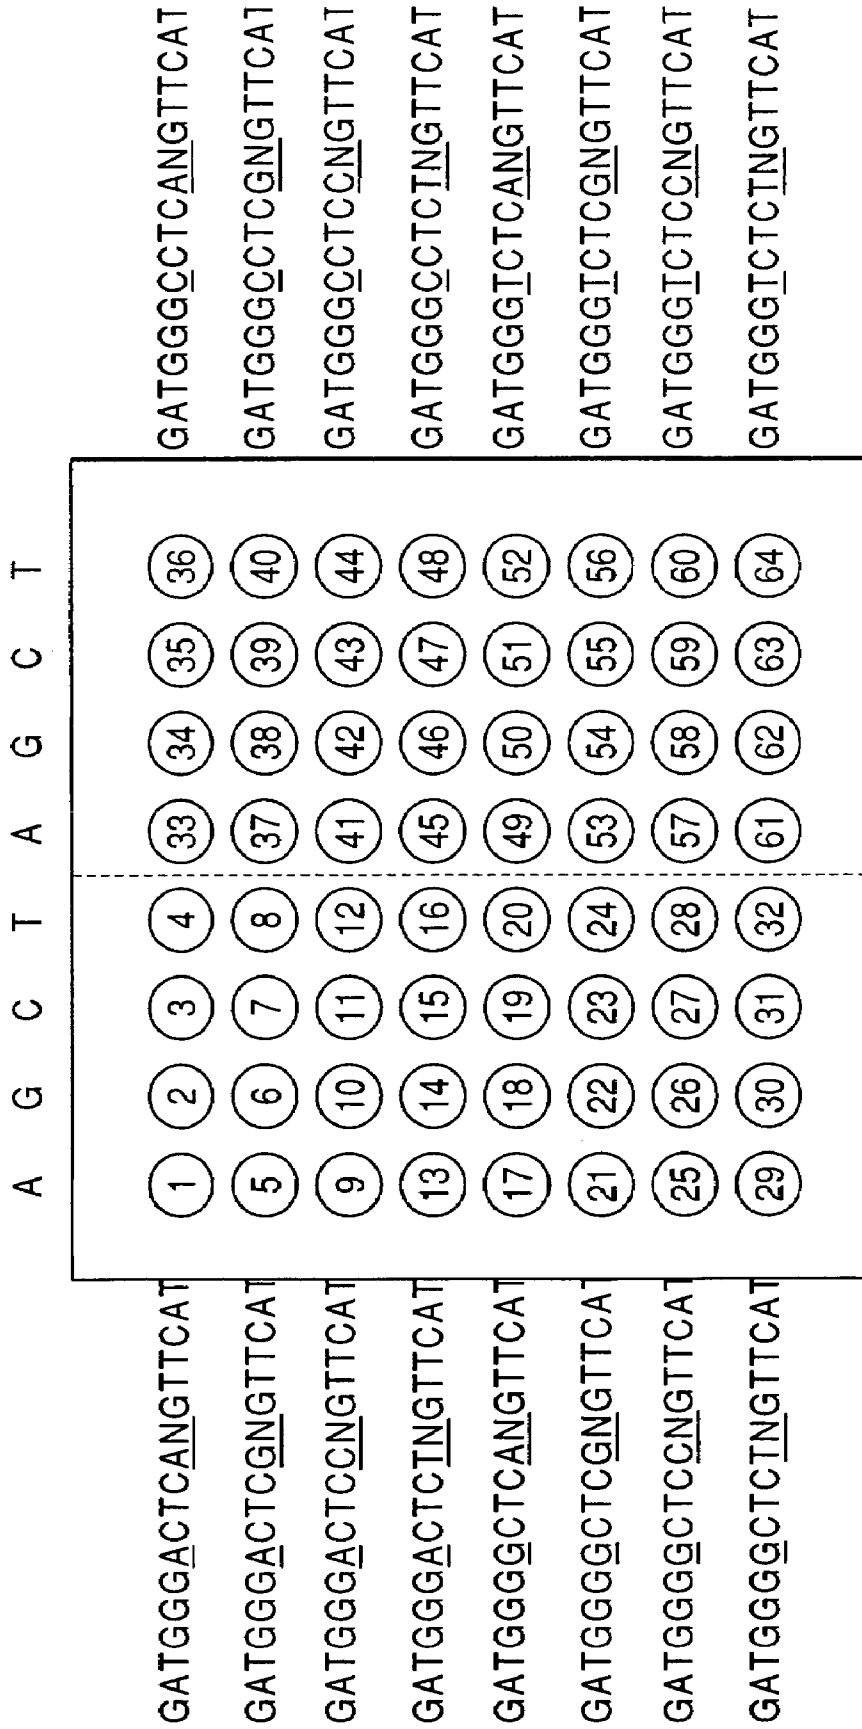 A G C T A G C T
GATGGGACTCANGTTCAT 1 2 3 4 33 34 35 36 GATGGGCCTCANGTTCAT
GATGGGACTCGNGTTCAT 5 6 7 8 37 38 39 40 GATGGGCCTCGNGTTCAT
GATGGGACTCCNGTTCAT 9 10 11 12 41 42 43 44 GATGGGCCTCCNGTTCAT
GATGGGACTCTNGTTCAT 13 14 15 16 45 46 47 48 GATGGGCCTCTNGTTCAT
GATGGGGCTCANGTTCAT 17 18 19 20 49 50 51 52 GATGGGTCTCANGTTCAT
GATGGGGCTCGNGTTCAT 21 22 23 24 53 54 55 56 GATGGGTCTCGNGTTCAT
GATGGGGCTCCNGTTCAT 25 26 27 28 57 58 59 60 GATGGGTCTCCNGTTCAT
GATGGGGCTCTNGTTCAT 29 30 31 32 61 62 63 64 GATGGGTCTCTNGTTCAT